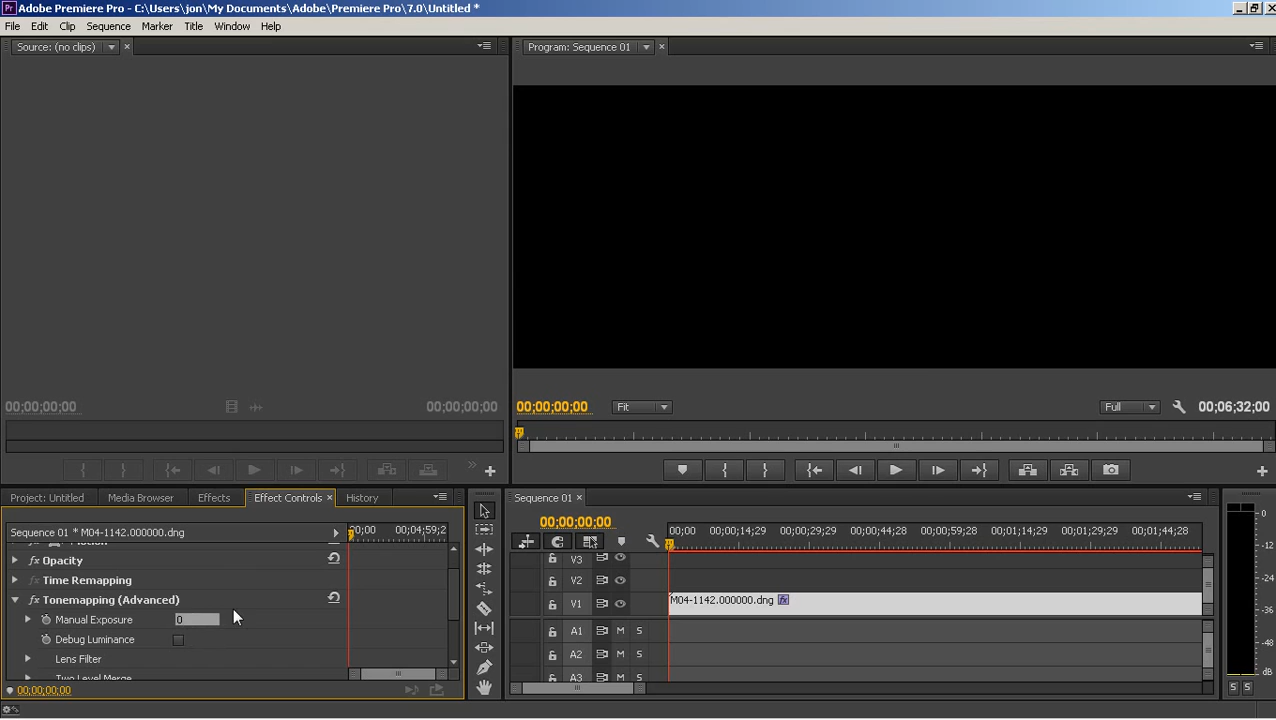 Pr Adobe Premiere Pro - C:\Users\jon\My Documents\Adobe\Premiere Pro\7.0\Untitled *
File Edit Clip Sequence Marker Title Window Help
Source: (no clips)
Program: Sequence 01
00;00;00;00
00;00;00;00
00;00;00;00
Fit
Full
00;06;32;00
Project: Untitled
Media Browser
Effects
Effect Controls
History
Sequence 01 * M04-1142.000000.dng
00;00
00;04;59;2
Opacity
Time Remapping
fx Tonemapping (Advanced)
Manual Exposure
0
Debug Luminance
Lens Filter
Two Level Merge
00;00;00;00
Sequence 01
00;00;00;00
00;00 00;00;14;29 00;00;29;29 00;00;44;28 00;00;59;28 00;01;14;29 00;01;29;29 00;01;44;28
V3
V2
V1
M04-1142.000000.dng fx
A1 M S
A2 M S
A3 M S
0
-12
-24
-36
-48
S S